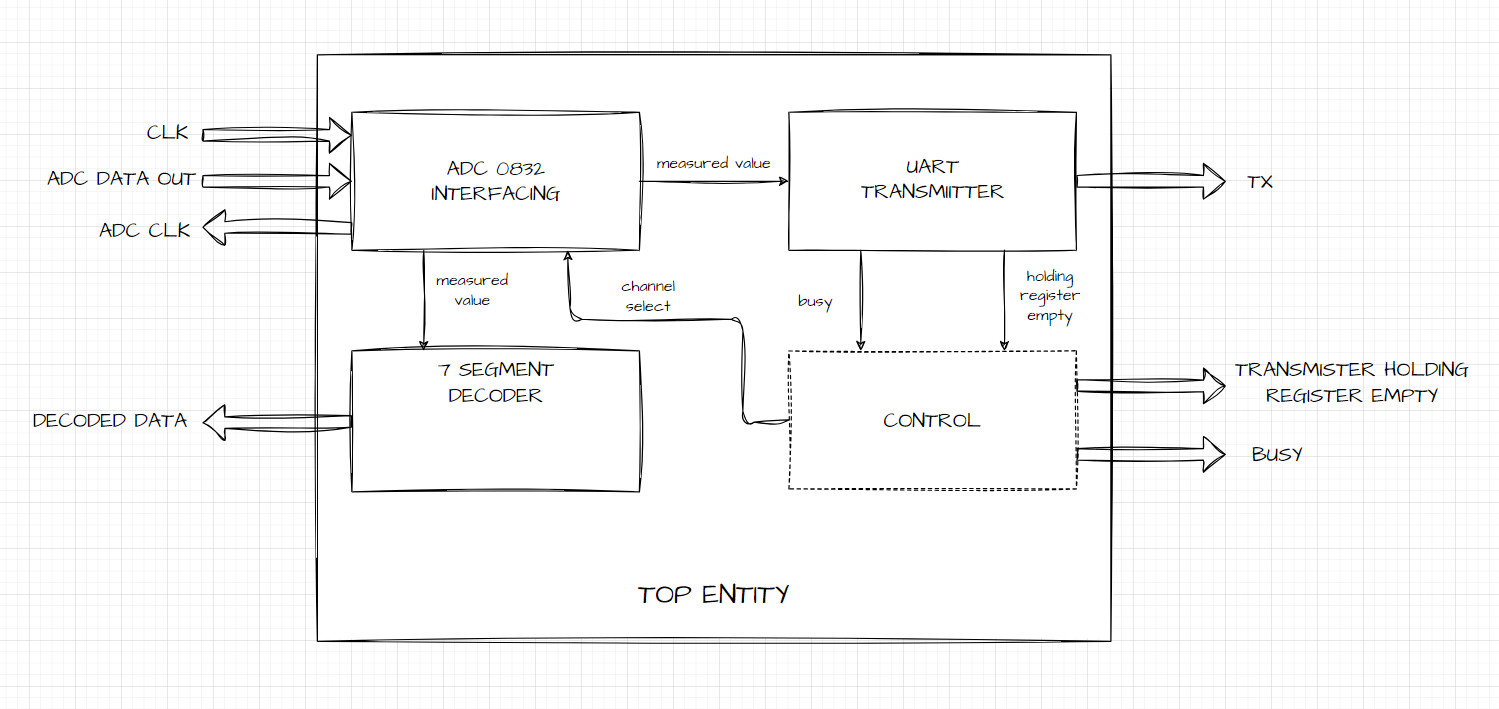 CLK
ADC DATA OUT
ADC CLK
ADC 0832
INTERFACING
measured value
UART
TRANSMIITTER
TX
measured
value
channel
select
busy
holding
register
empty
7 SEGMENT
DECODER
DECODED DATA
CONTROL
TRANSMISTER HOLDING
REGISTER EMPTY
BUSY
TOP ENTITY